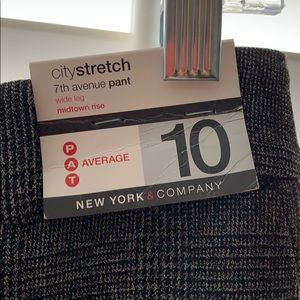 citystretch
7th avenue pant
wide leg
midtown rise
P
A AVERAGE
T
10
NEW YORK & COMPANY